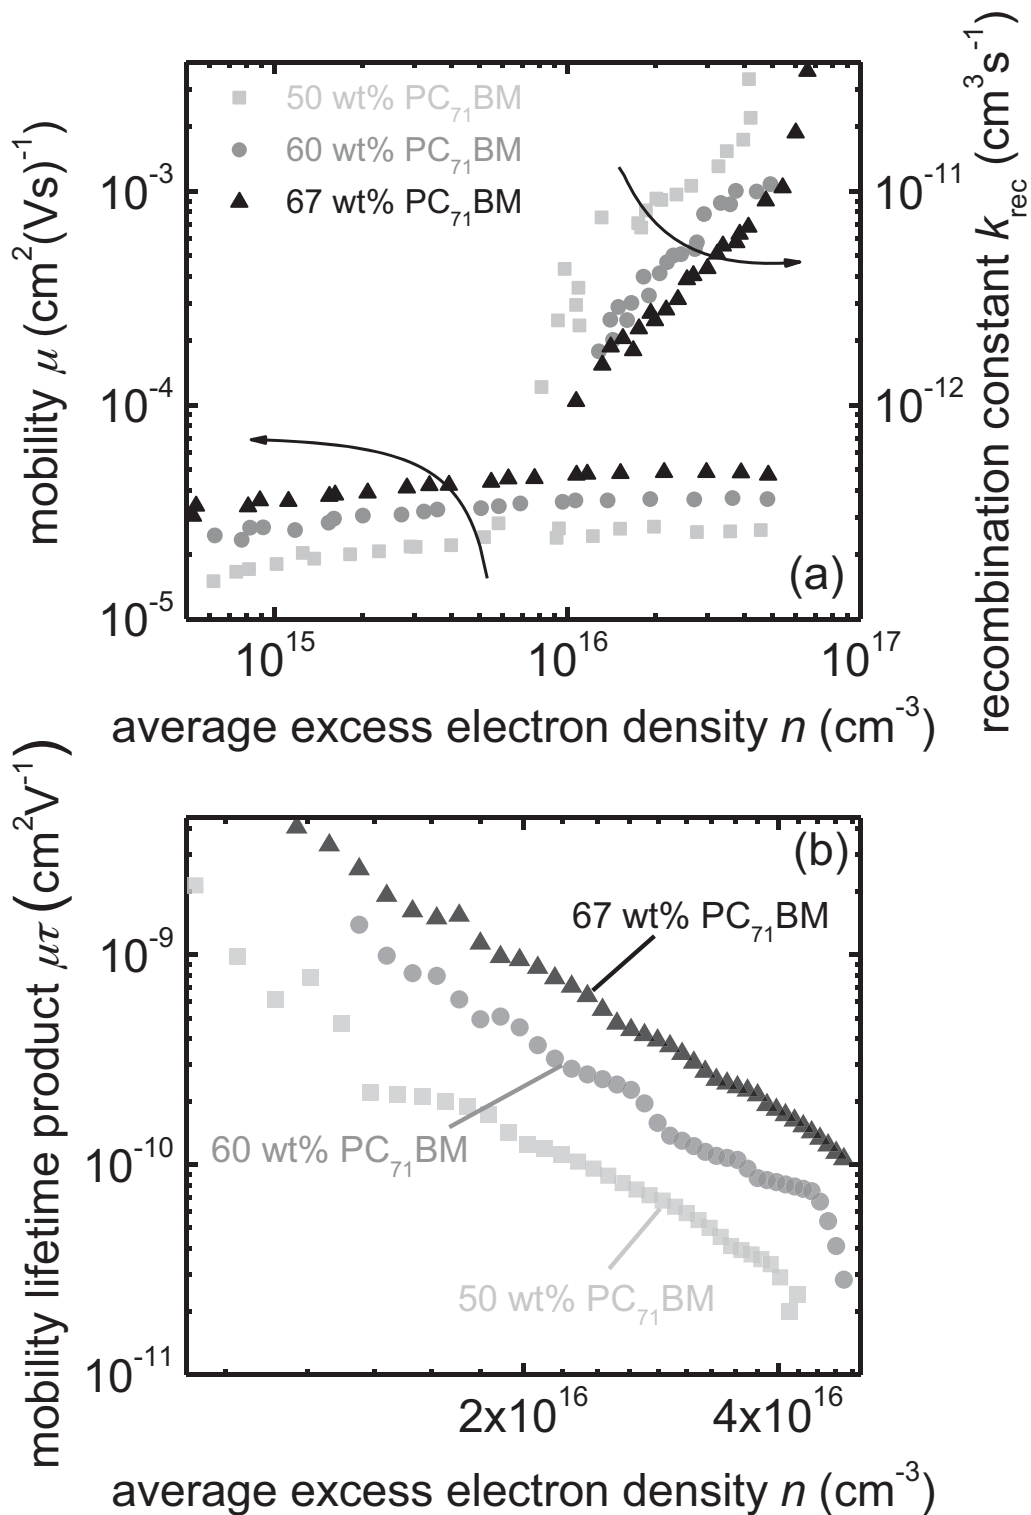 50 wt% PC₇₁BM
60 wt% PC₇₁BM
67 wt% PC₇₁BM
mobility μ (cm²(Vs)⁻¹
10⁻³
10⁻⁴
10⁻⁵
recombination constant k_rec (cm³s⁻¹)
10⁻¹¹
10⁻¹²
(a)
10¹⁵ 10¹⁶ 10¹⁷
average excess electron density n (cm⁻³)
mobility lifetime product μτ (cm²V⁻¹)
10⁻⁹
10⁻¹⁰
10⁻¹¹
(b)
67 wt% PC₇₁BM
60 wt% PC₇₁BM
50 wt% PC₇₁BM
2x10¹⁶ 4x10¹⁶
average excess electron density n (cm⁻³)